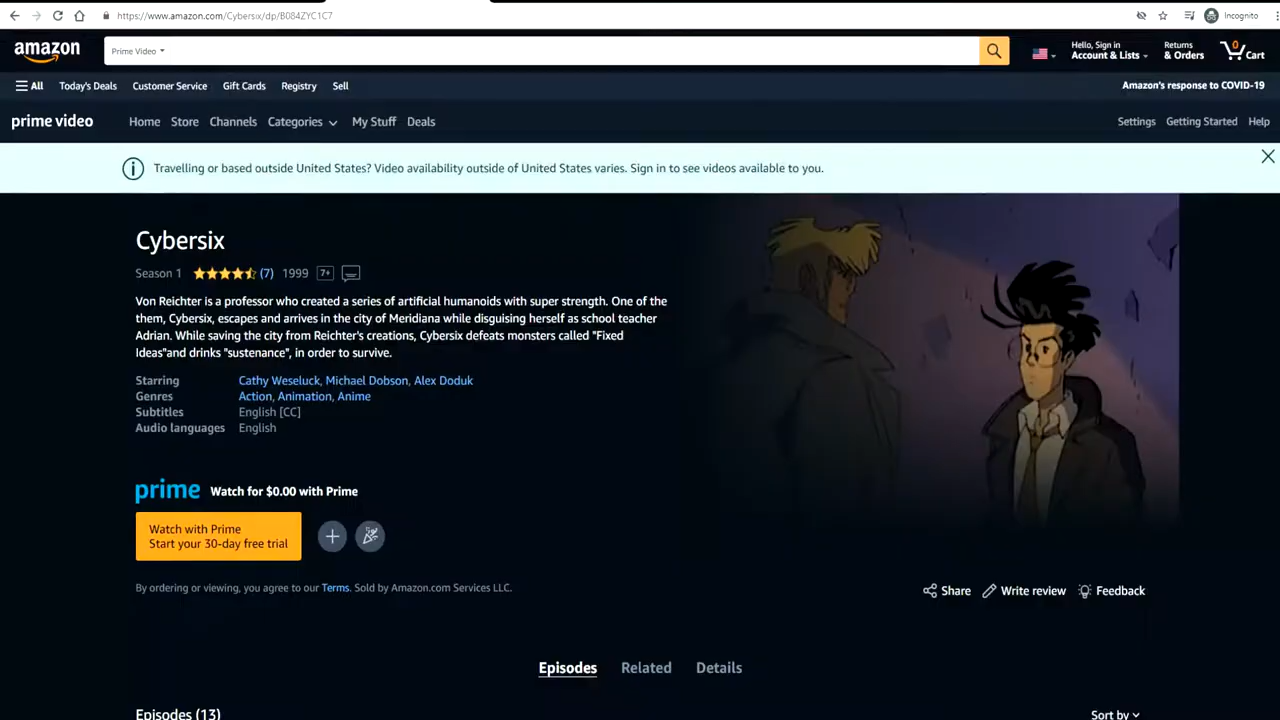 https://www.amazon.com/Cybersix/dp/B084ZYC1C7
Incognito
amazon
Prime Video
Hello, Sign in
Account & Lists
Returns
& Orders
0
Cart
All Today's Deals Customer Service Gift Cards Registry Sell Amazon's response to COVID-19
prime video Home Store Channels Categories My Stuff Deals Settings Getting Started Help
Travelling or based outside United States? Video availability outside of United States varies. Sign in to see videos available to you.
Cybersix
Season 1 (7) 1999 7+
Von Reichter is a professor who created a series of artificial humanoids with super strength. One of the
them, Cybersix, escapes and arrives in the city of Meridiana while disguising herself as school teacher
Adrian. While saving the city from Reichter's creations, Cybersix defeats monsters called "Fixed
Ideas"and drinks "sustenance", in order to survive.
Starring Cathy Weseluck, Michael Dobson, Alex Doduk
Genres Action, Animation, Anime
Subtitles English [CC]
Audio languages English
prime Watch for $0.00 with Prime
Watch with Prime
Start your 30-day free trial
By ordering or viewing, you agree to our Terms. Sold by Amazon.com Services LLC.
Share Write review Feedback
Episodes Related Details
Episodes (13) Sort by